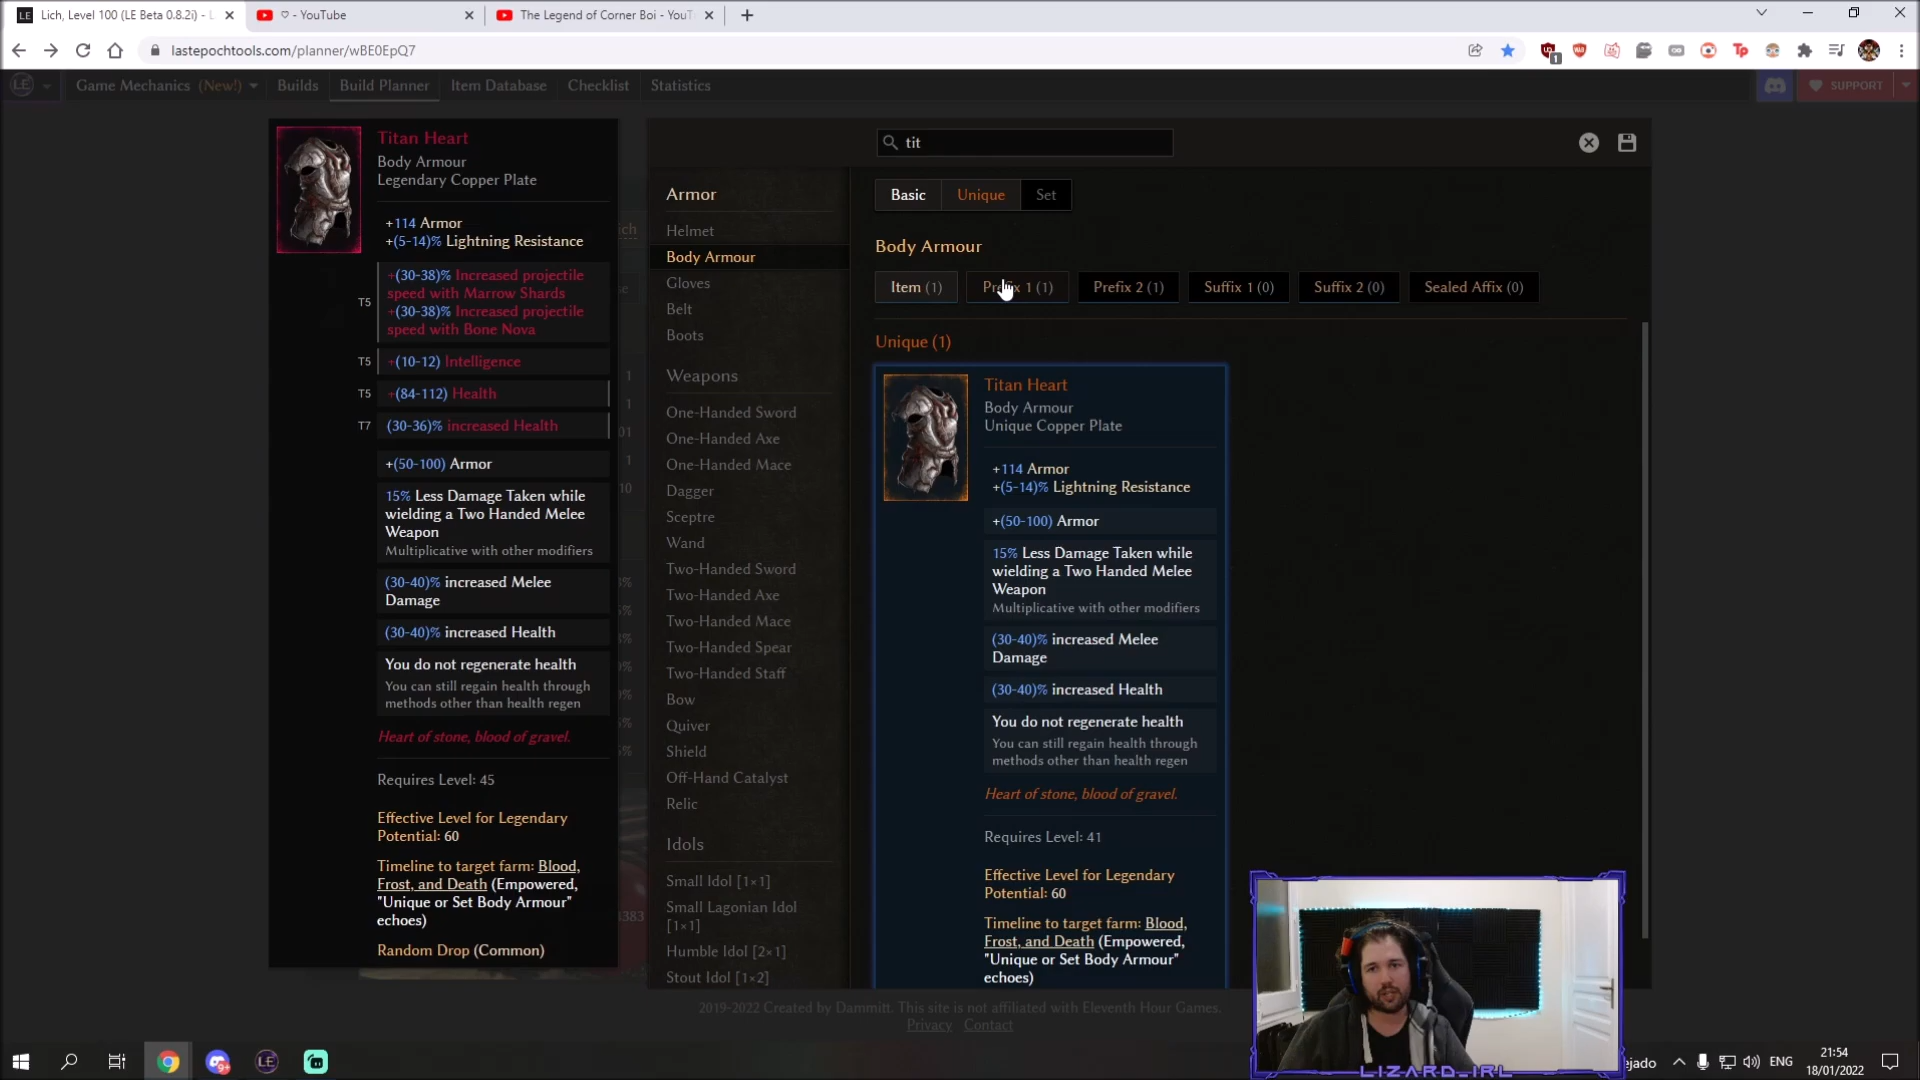 Lich, Level 100 (LE Beta 0.8.2i) - L
♡ - YouTube
The Legend of Corner Boi - YouT
lastepochtools.com/planner/wBE0EpQ7
Game Mechanics (New!)
Builds
Build Planner
Item Database
Checklist
Statistics
SUPPORT
Titan Heart
Body Armour
Legendary Copper Plate
+114 Armor
+(5-14)% Lightning Resistance
T5
+(30-38)% Increased projectile
speed with Marrow Shards
+(30-38)% Increased projectile
speed with Bone Nova
T5 +(10-12) Intelligence
T5 +(84-112) Health
T7 (30-36)% increased Health
+(50-100) Armor
15% Less Damage Taken while
wielding a Two Handed Melee
Weapon
Multiplicative with other modifiers
(30-40)% increased Melee
Damage
(30-40)% increased Health
You do not regenerate health
You can still regain health through
methods other than health regen
Heart of stone, blood of gravel.
Requires Level: 45
Effective Level for Legendary
Potential: 60
Timeline to target farm: Blood,
Frost, and Death (Empowered,
"Unique or Set Body Armour"
echoes)
Random Drop (Common)
tit
Armor
Helmet
Body Armour
Gloves
Belt
Boots
Weapons
One-Handed Sword
One-Handed Axe
One-Handed Mace
Dagger
Sceptre
Wand
Two-Handed Sword
Two-Handed Axe
Two-Handed Mace
Two-Handed Spear
Two-Handed Staff
Bow
Quiver
Shield
Off-Hand Catalyst
Relic
Idols
Small Idol [1×1]
Small Lagonian Idol
[1×1]
Humble Idol [2×1]
Stout Idol [1×2]
Basic
Unique
Set
Body Armour
Item (1)
Prefix 1 (1)
Prefix 2 (1)
Suffix 1 (0)
Suffix 2 (0)
Sealed Affix (0)
Unique (1)
Titan Heart
Body Armour
Unique Copper Plate
+114 Armor
+(5-14)% Lightning Resistance
+(50-100) Armor
15% Less Damage Taken while
wielding a Two Handed Melee
Weapon
Multiplicative with other modifiers
(30-40)% increased Melee
Damage
(30-40)% increased Health
You do not regenerate health
You can still regain health through
methods other than health regen
Heart of stone, blood of gravel.
Requires Level: 41
Effective Level for Legendary
Potential: 60
Timeline to target farm: Blood,
Frost, and Death (Empowered,
"Unique or Set Body Armour"
echoes)
2019-2022 Created by Dammitt. This site is not affiliated with Eleventh Hour Games.
Privacy Contact
LIZARD_IRL
ejado
ENG
21:54
18/01/2022